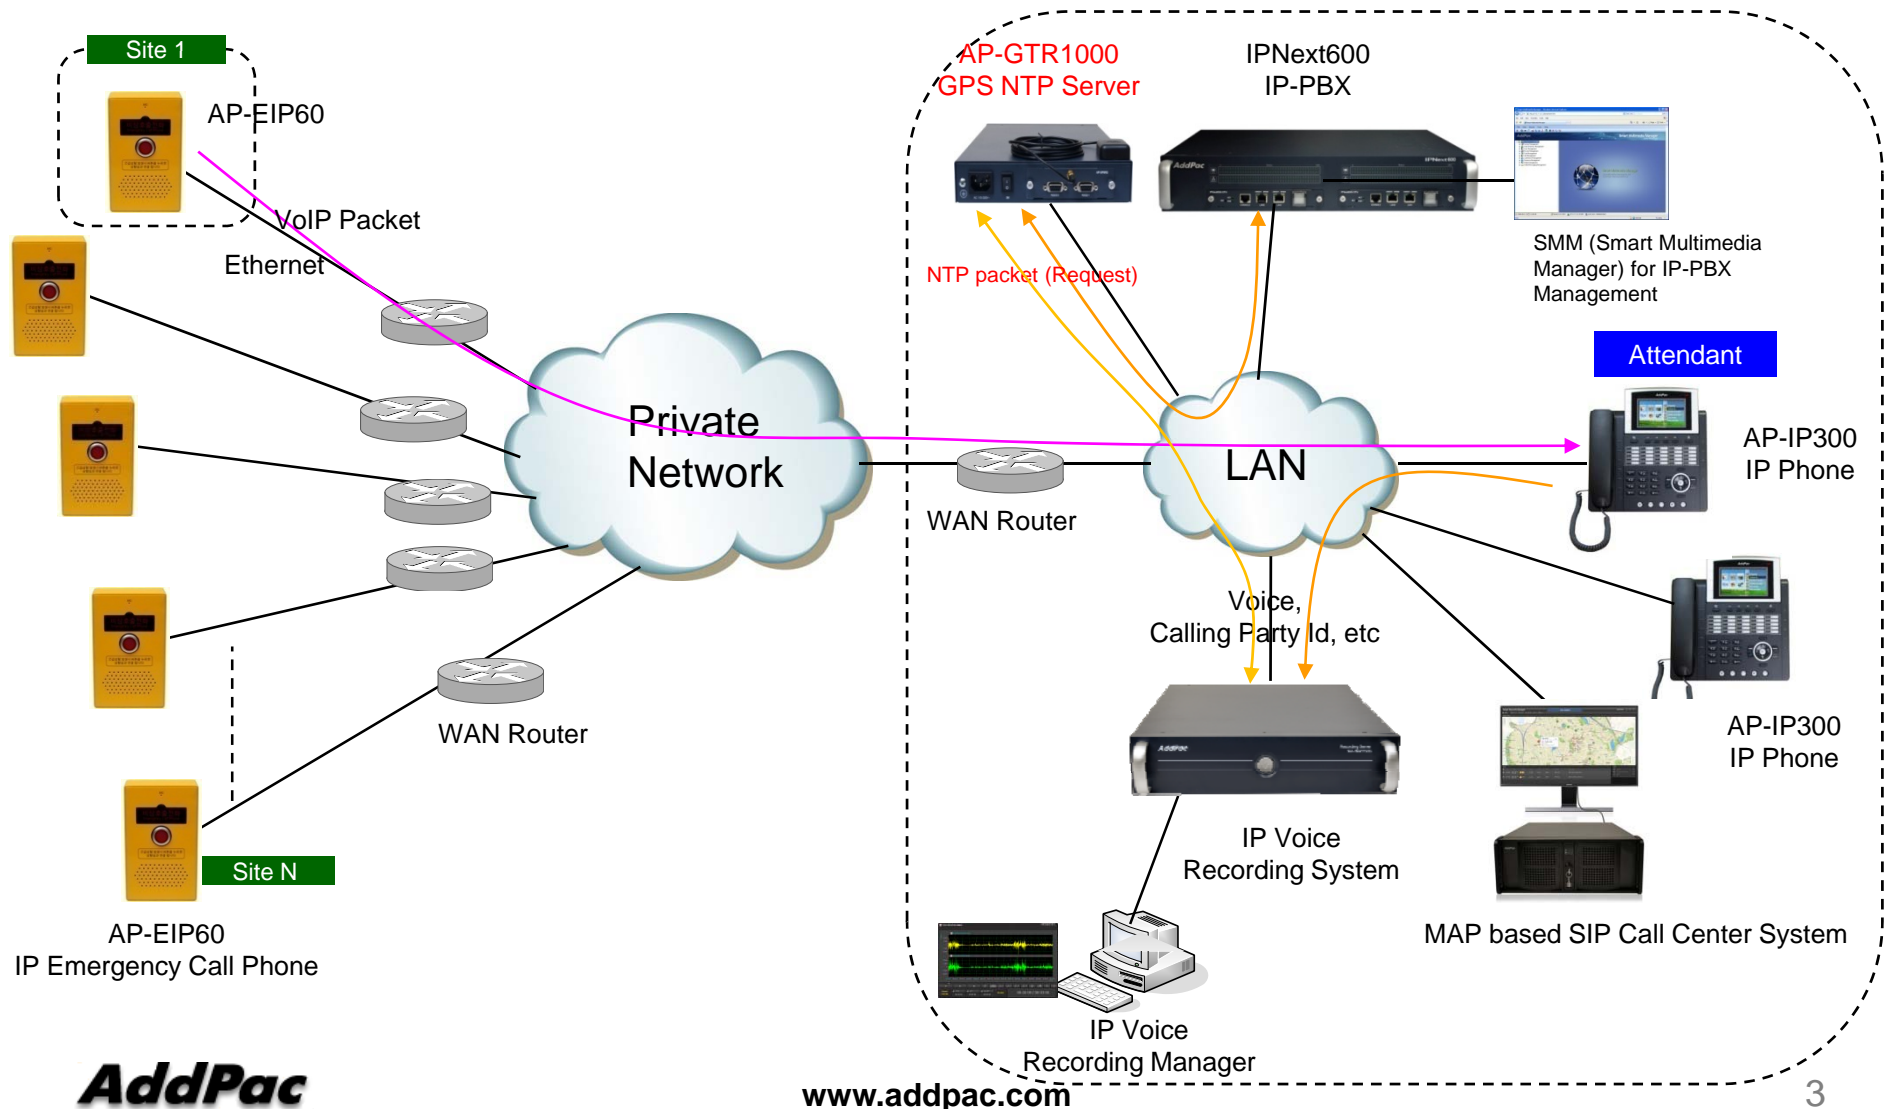 Site 1
AP-EIP60
VoIP Packet
Ethernet
AP-GTR1000
GPS NTP Server
IPNext600
IP-PBX
AddPac
IPNext600
SMM (Smart Multimedia
Manager) for IP-PBX
Management
NTP packet (Request)
Attendant
AP-IP300
IP Phone
Private
Network
LAN
WAN Router
Voice,
Calling Party Id, etc
AP-IP300
IP Phone
WAN Router
AddPac
IP Voice
Recording System
Site N
AP-EIP60
IP Emergency Call Phone
MAP based SIP Call Center System
IP Voice
Recording Manager
AddPac
www.addpac.com
3